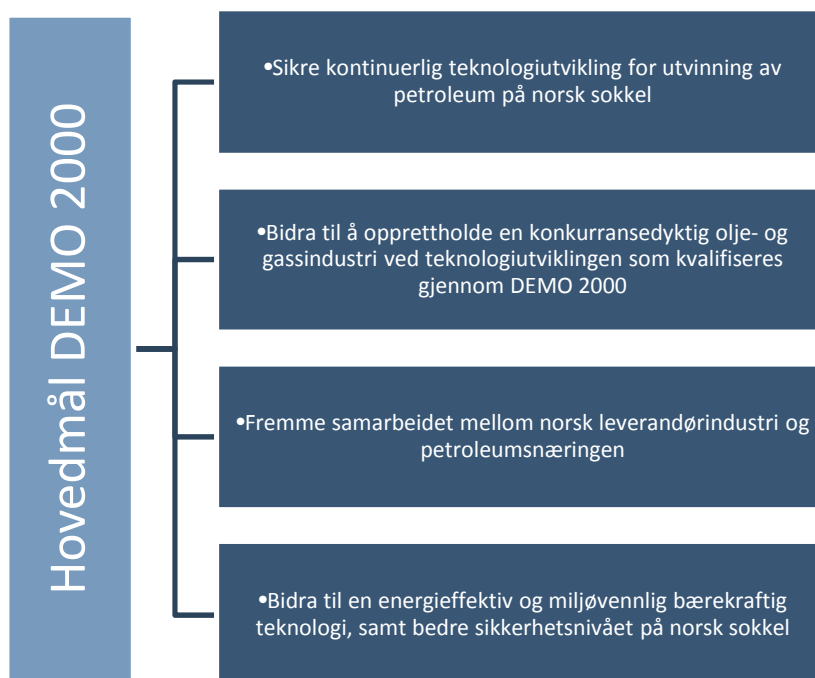 Hovedmål DEMO 2000
•Sikre kontinuerlig teknologiutvikling for utvinning av
petroleum på norsk sokkel
•Bidra til å opprettholde en konkurransedyktig olje- og
gassindustri ved teknologiutviklingen som kvalifiseres
gjennom DEMO 2000
•Fremme samarbeidet mellom norsk leverandørindustri og
petroleumsnæringen
•Bidra til en energieffektiv og miljøvennlig bærekraftig
teknologi, samt bedre sikkerhetsnivået på norsk sokkel